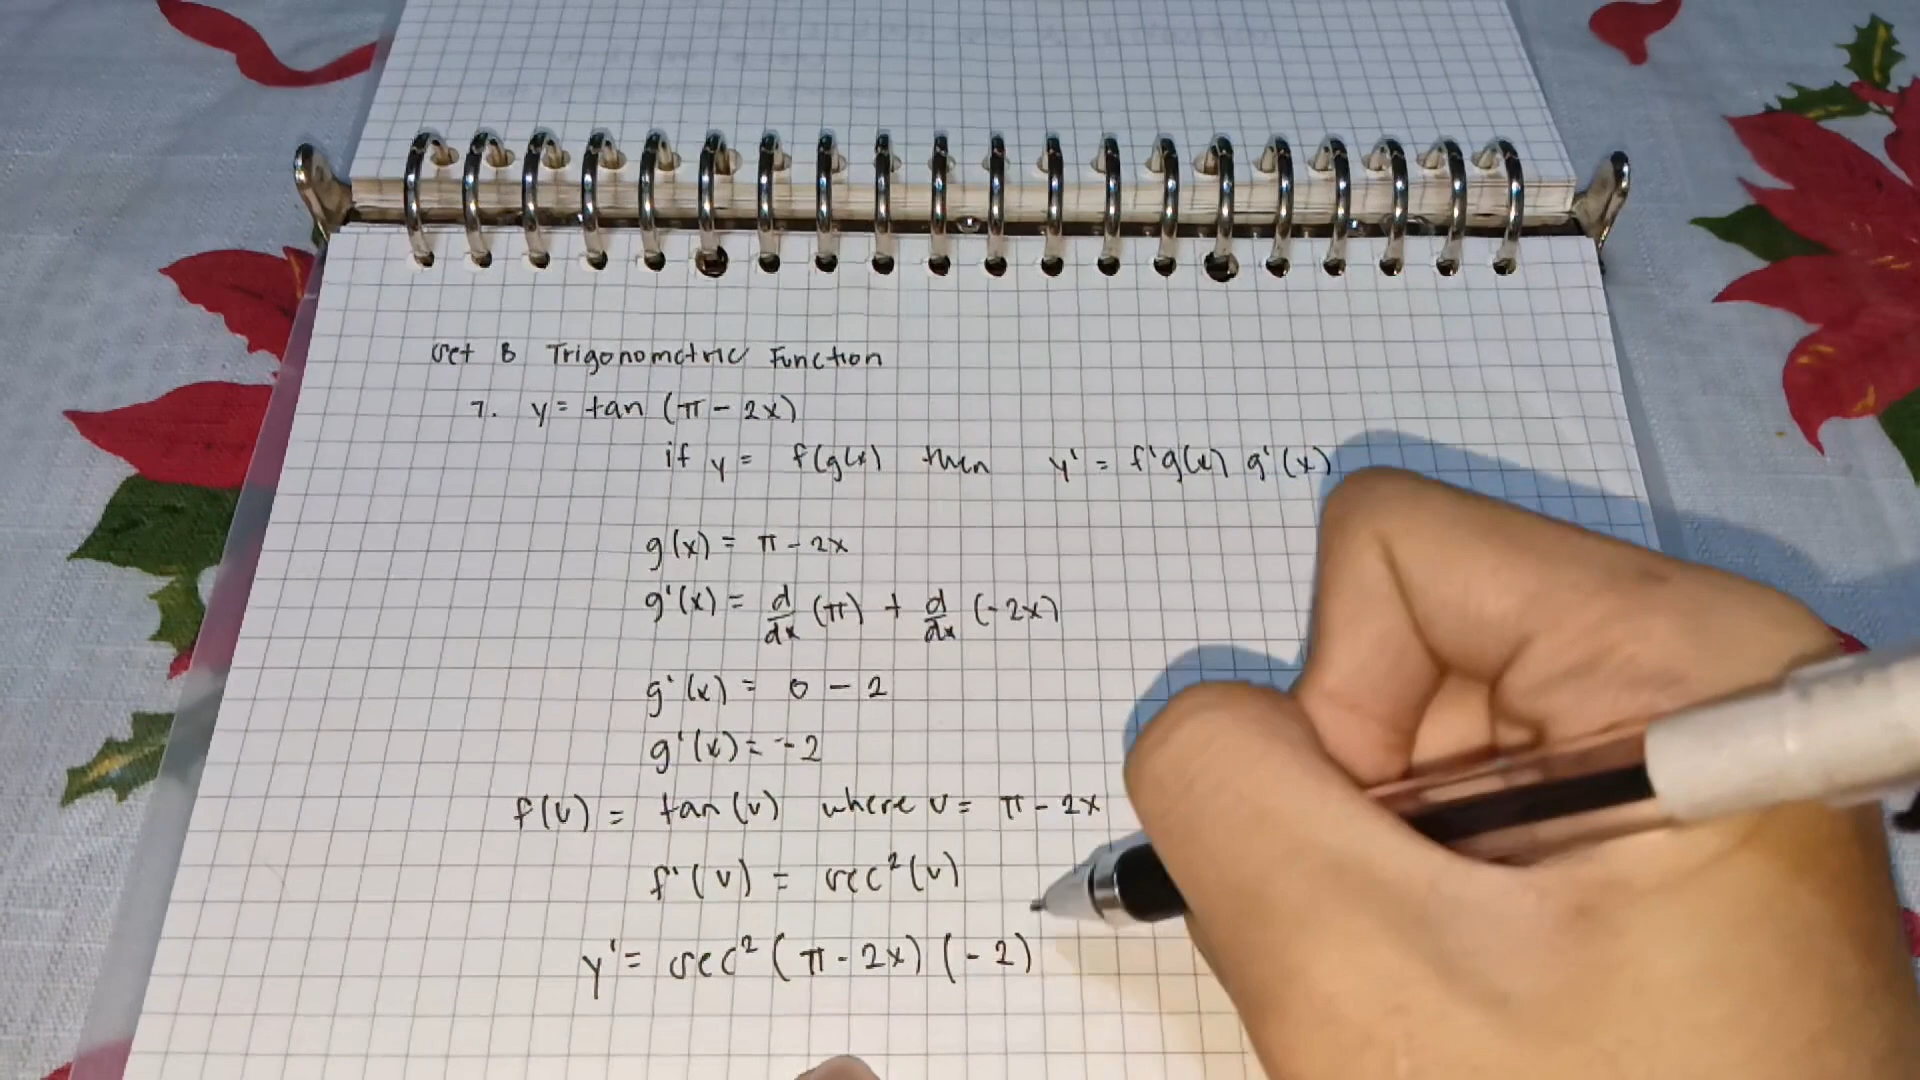 Set B Trigonometric Function
7. y = tan (π - 2x)
if y = f(g(x) then y' = f'g(x) g'(x)
g(x) = π - 2x
g'(x) = d/dx (π) + d/dx (-2x)
g'(x) = 0 - 2
g'(x) = -2
f(u) = tan(u) where u = π - 2x
f'(u) = sec²(u)
y' = sec² (π - 2x) (-2)